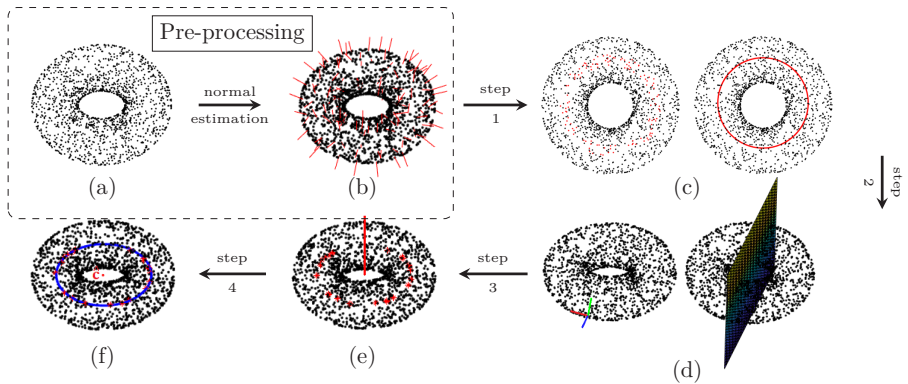 Pre-processing
normal
estimation
step
1
(a)
(b)
(c)
step
2
step
4
step
3
ĉ
(f)
(e)
(d)